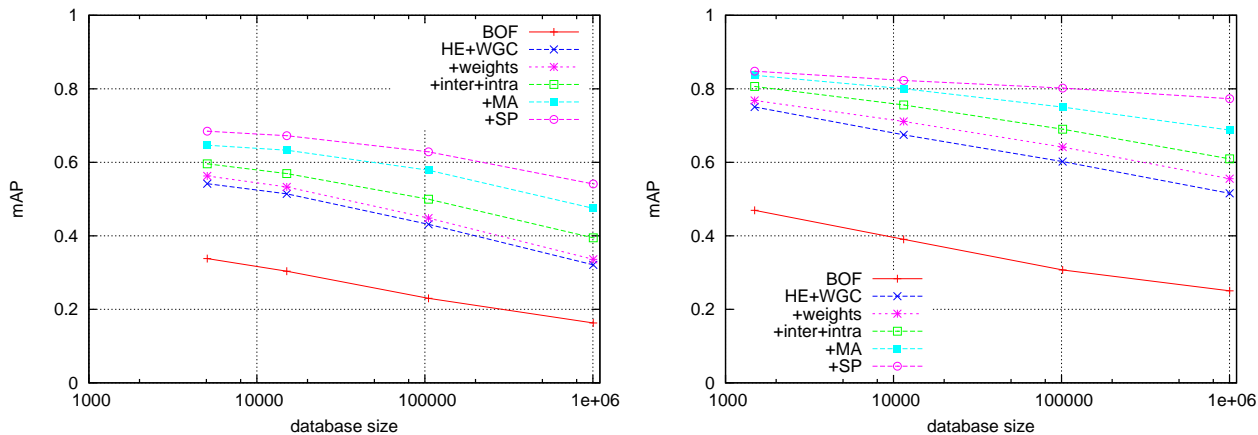 1
0.8
0.6
0.4
0.2
0
1000
10000
100000
1e+06
mAP
database size
BOF
HE+WGC
+weights
+inter+intra
+MA
+SP
1
0.8
0.6
0.4
0.2
0
1000
10000
100000
1e+06
mAP
database size
BOF
HE+WGC
+weights
+inter+intra
+MA
+SP